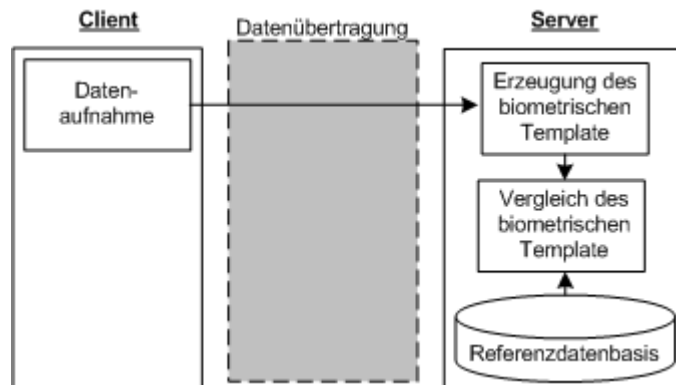 Client
Datenübertragung
Server
Daten-
aufnahme
Erzeugung des
biometrischen
Template
Vergleich des
biometrischen
Template
Referenzdatenbasis